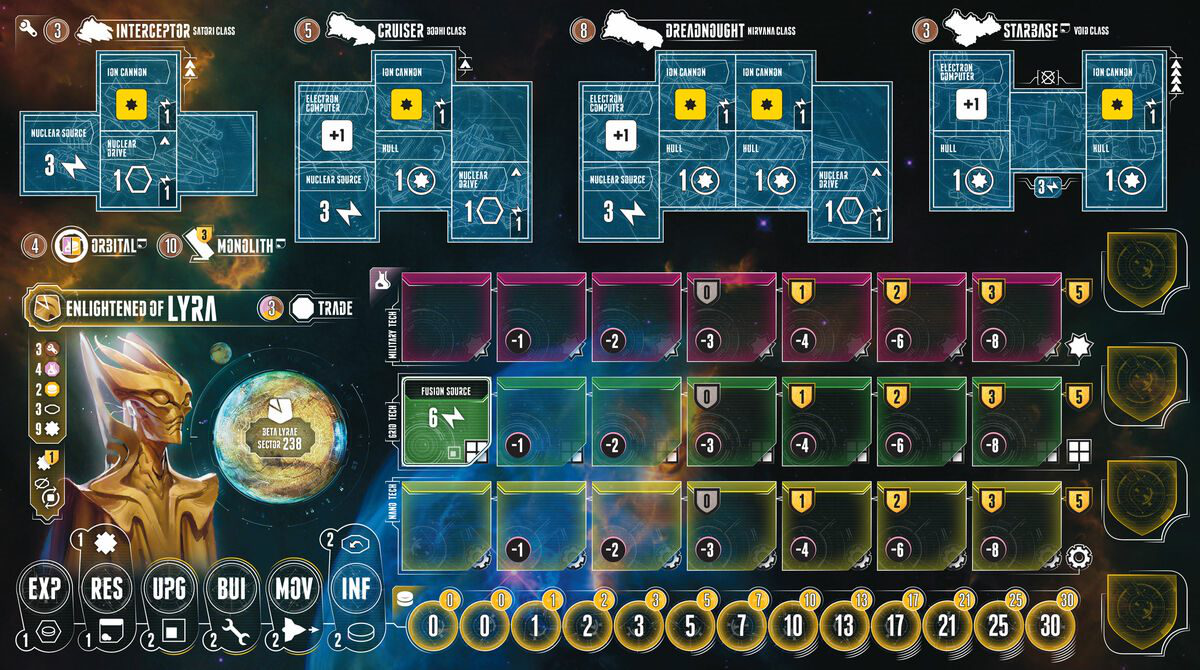 3 INTERCEPTOR SATORI CLASS
ION CANNON
1
NUCLEAR SOURCE
3
NUCLEAR DRIVE
1
1
5 CRUISER BODHI CLASS
ELECTRON COMPUTER
+1
ION CANNON
1
NUCLEAR SOURCE
3
HULL
1
NUCLEAR DRIVE
1
1
8 DREADNOUGHT NIRVANA CLASS
ELECTRON COMPUTER
+1
ION CANNON
1
ION CANNON
1
NUCLEAR SOURCE
3
HULL
1
HULL
1
NUCLEAR DRIVE
1
1
3 STARBASE VOID CLASS
ELECTRON COMPUTER
+1
ION CANNON
1
HULL
1
3
HULL
1
4 ORBITAL 10 3 MONOLITH
ENLIGHTENED OF LYRA 3 TRADE
3
4
2
3
9
1
BETA LYRAE
SECTOR 238
MILITARY TECH
-1 -2 0 -3 1 -4 2 -6 3 -8 5
GRID TECH
FUSION SOURCE
6
-1 -2 0 -3 1 -4 2 -6 3 -8 5
NANO TECH
-1 -2 0 -3 1 -4 2 -6 3 -8 5
1 2
EXP RES UPG BUI MOV INF
1 1 2 2 2 2
0 0 1 2 3 5 7 10 13 17 21 25 30
0 0 1 2 3 5 7 10 13 17 21 25 30